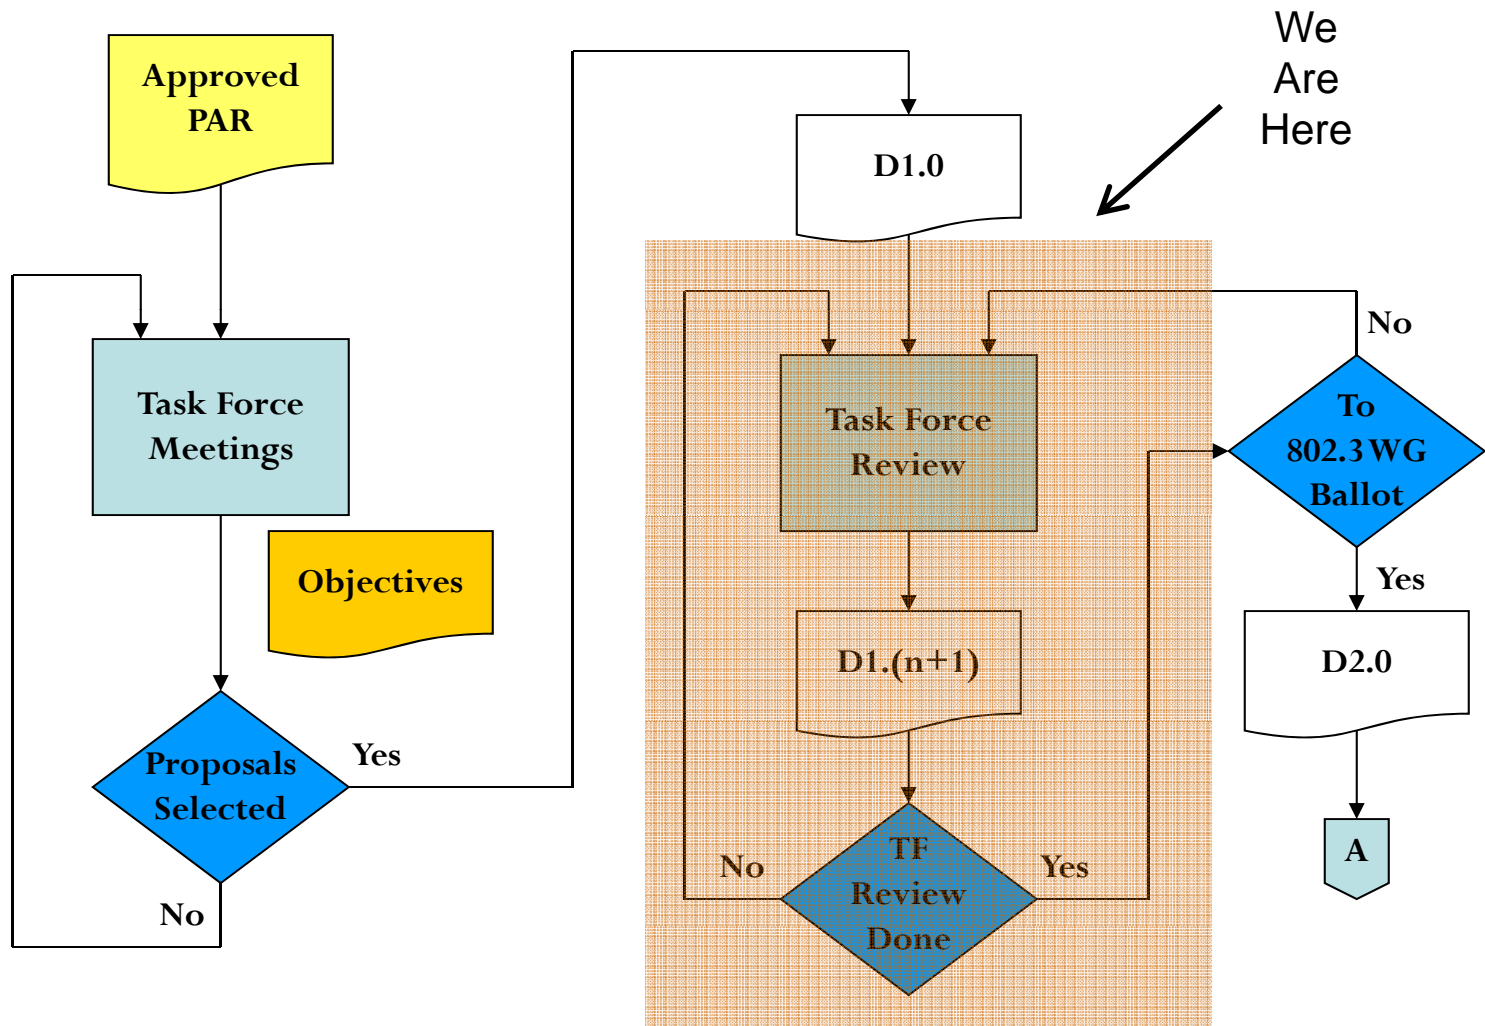 Approved
PAR
Task Force
Meetings
Objectives
Proposals
Selected
Yes
No
D1.0
We
Are
Here
Task Force
Review
D1.(n+1)
TF
Review
Done
No
Yes
To
802.3 WG
Ballot
No
Yes
D2.0
A